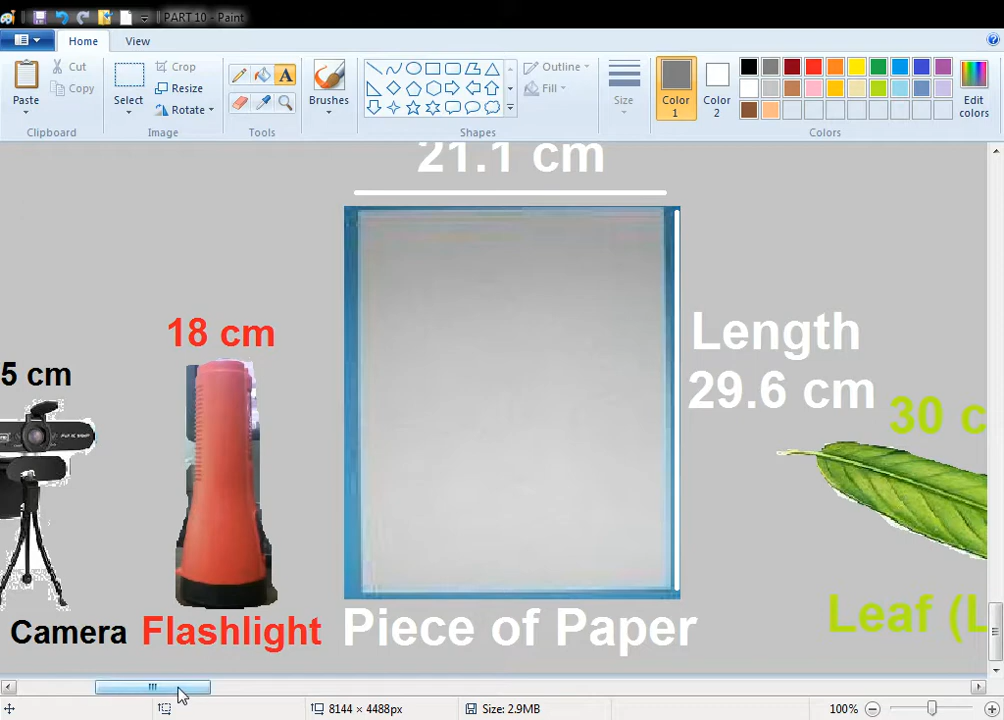 PART 10 - Paint
Home
View
Paste
Cut
Copy
Clipboard
Select
Crop
Resize
Rotate
Image
A
Tools
Brushes
Outline
Fill
Shapes
Size
Color 1
Color 2
Edit colors
Colors
21.1 cm
18 cm
Length
29.6 cm
5 cm
30 c
Camera
Flashlight
Piece of Paper
Leaf (L
8144 × 4488px
Size: 2.9MB
100%